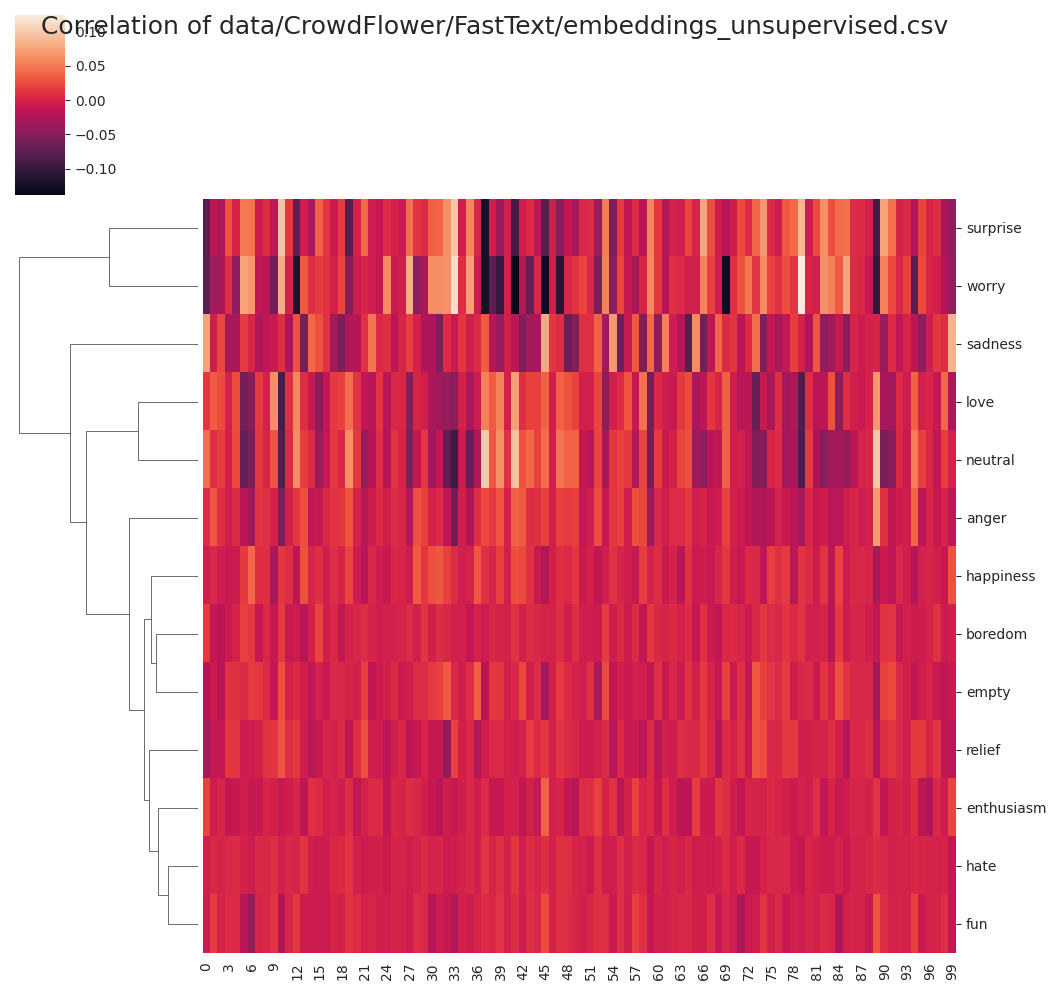 Correlation of data/CrowdFlower/FastText/embeddings_unsupervised.csv
0.10
0.05
0.00
−0.05
−0.10
surprise
worry
sadness
love
neutral
anger
happiness
boredom
empty
relief
enthusiasm
hate
fun
0 3 6 9 12 15 18 21 24 27 30 33 36 39 42 45 48 51 54 57 60 63 66 69 72 75 78 81 84 87 90 93 96 99